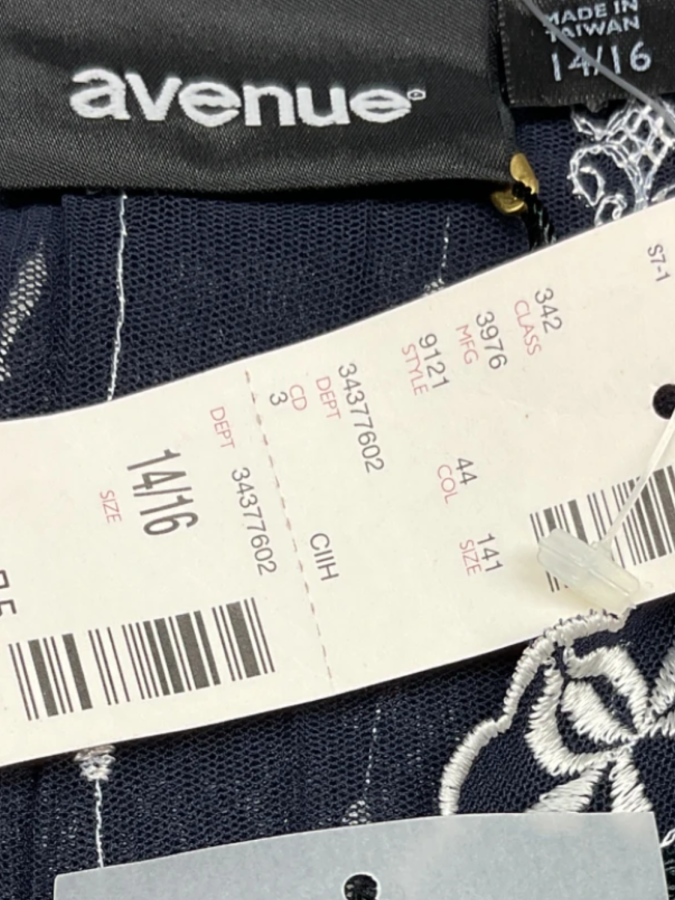 avenue
MADE IN
TAIWAN
14/16
S7-1
342
CLASS
3976
MFG
9121
STYLE
44
COL
141
SIZE
34377602
DEPT
3
CD
CIIH
DEPT 34377602
14/16
SIZE